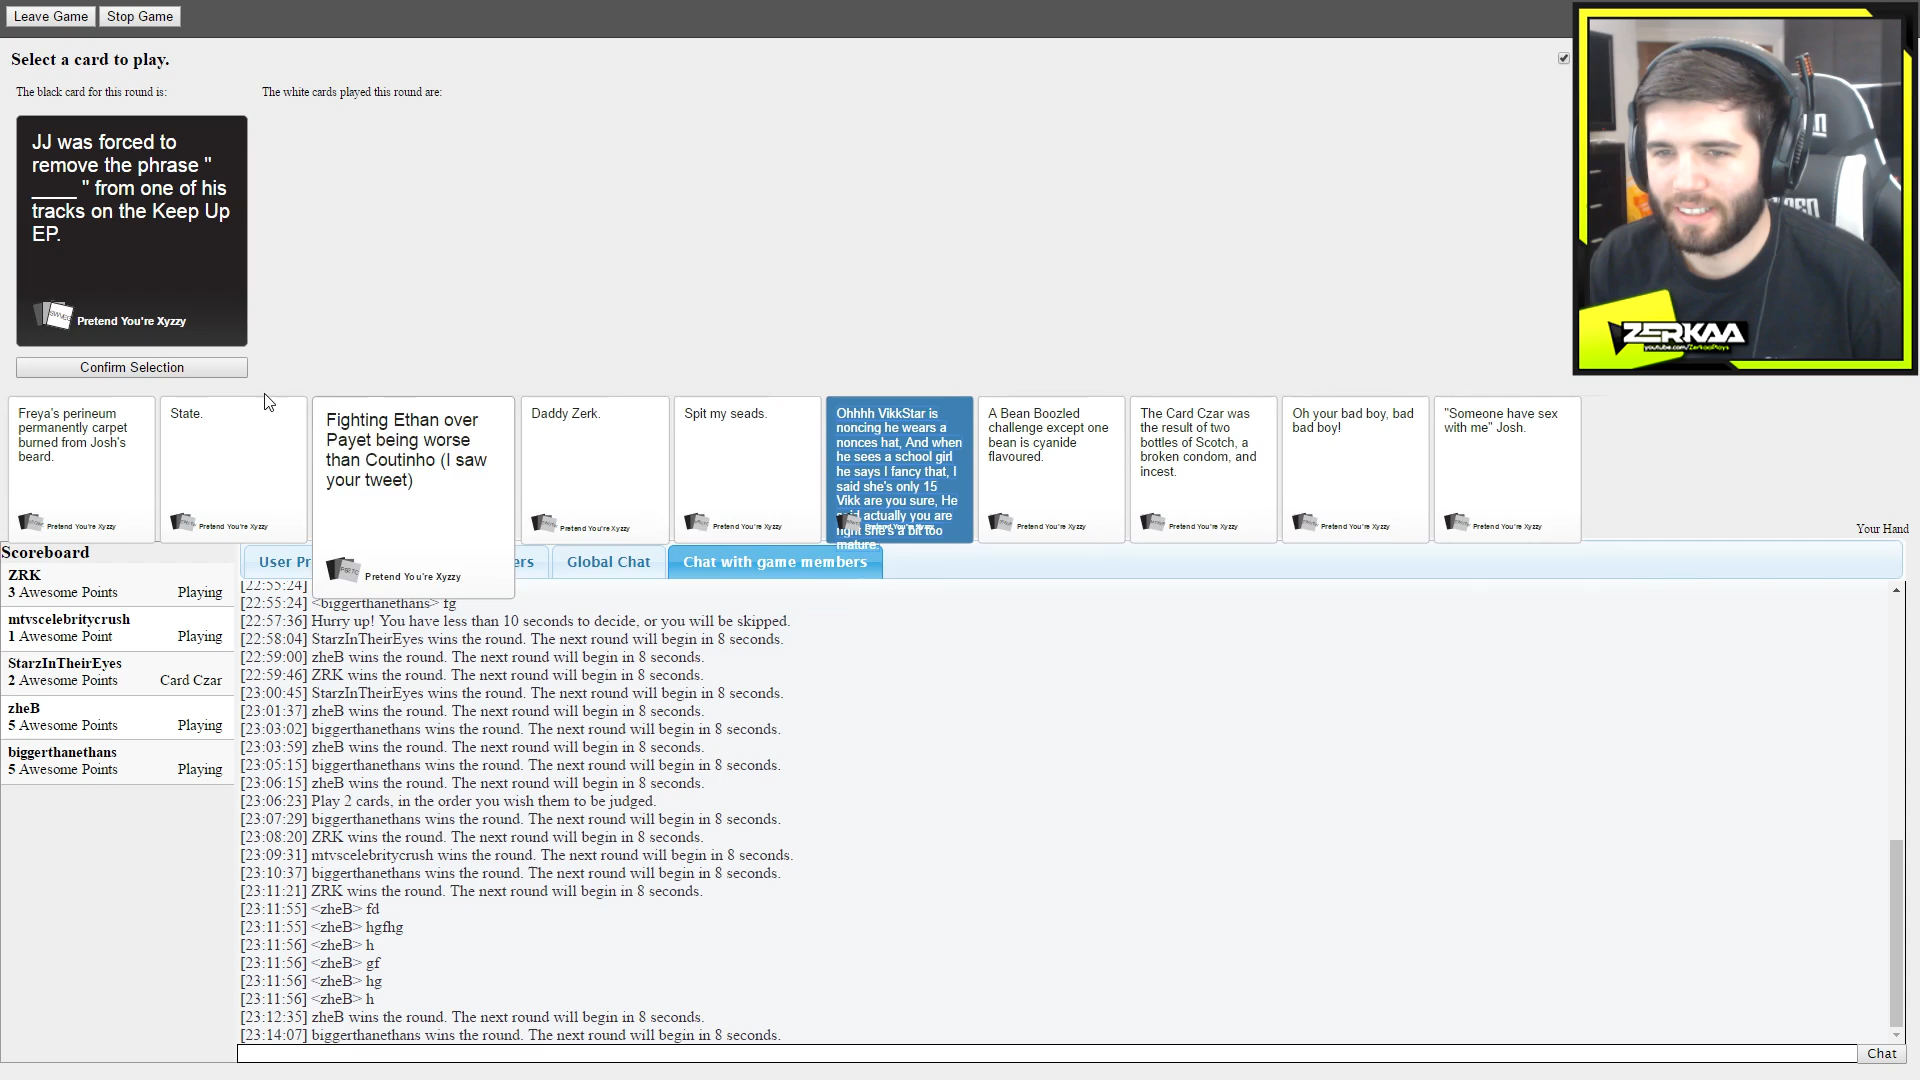 Leave Game
Stop Game
Select a card to play.
The black card for this round is:
The white cards played this round are:
JJ was forced to
remove the phrase "
____ " from one of his
tracks on the Keep Up
EP.
Pretend You're Xyzzy
Confirm Selection
ZERKAA
youtube.com/ZerkaaPlays
Freya's perineum
permanently carpet
burned from Josh's
beard.
Pretend You're Xyzzy
State.
Pretend You're Xyzzy
Fighting Ethan over
Payet being worse
than Coutinho (I saw
your tweet)
Pretend You're Xyzzy
Daddy Zerk.
Pretend You're Xyzzy
Spit my seads.
Pretend You're Xyzzy
Ohhhh VikkStar is
noncing he wears a
nonces hat, And when
he sees a school girl
he says I fancy that, I
said she's only 15
Vikk are you sure, He
said actually you are
right she's a bit too
mature.
A Bean Boozled
challenge except one
bean is cyanide
flavoured.
Pretend You're Xyzzy
The Card Czar was
the result of two
bottles of Scotch, a
broken condom, and
incest.
Pretend You're Xyzzy
Oh your bad boy, bad
bad boy!
Pretend You're Xyzzy
"Someone have sex
with me" Josh.
Pretend You're Xyzzy
Your Hand
Scoreboard
ZRK
3 Awesome Points Playing
mtvscelebritycrush
1 Awesome Point Playing
StarzInTheirEyes
2 Awesome Points Card Czar
zheB
5 Awesome Points Playing
biggerthanethans
5 Awesome Points Playing
User Pr
ers
Global Chat
Chat with game members
[22:55:24]
[22:55:24] <biggerthanethans> fg
[22:57:36] Hurry up! You have less than 10 seconds to decide, or you will be skipped.
[22:58:04] StarzInTheirEyes wins the round. The next round will begin in 8 seconds.
[22:59:00] zheB wins the round. The next round will begin in 8 seconds.
[22:59:46] ZRK wins the round. The next round will begin in 8 seconds.
[23:00:45] StarzInTheirEyes wins the round. The next round will begin in 8 seconds.
[23:01:37] zheB wins the round. The next round will begin in 8 seconds.
[23:03:02] biggerthanethans wins the round. The next round will begin in 8 seconds.
[23:03:59] zheB wins the round. The next round will begin in 8 seconds.
[23:05:15] biggerthanethans wins the round. The next round will begin in 8 seconds.
[23:06:15] zheB wins the round. The next round will begin in 8 seconds.
[23:06:23] Play 2 cards, in the order you wish them to be judged.
[23:07:29] biggerthanethans wins the round. The next round will begin in 8 seconds.
[23:08:20] ZRK wins the round. The next round will begin in 8 seconds.
[23:09:31] mtvscelebritycrush wins the round. The next round will begin in 8 seconds.
[23:10:37] biggerthanethans wins the round. The next round will begin in 8 seconds.
[23:11:21] ZRK wins the round. The next round will begin in 8 seconds.
[23:11:55] <zheB> fd
[23:11:55] <zheB> hgfhg
[23:11:56] <zheB> h
[23:11:56] <zheB> gf
[23:11:56] <zheB> hg
[23:11:56] <zheB> h
[23:12:35] zheB wins the round. The next round will begin in 8 seconds.
[23:14:07] biggerthanethans wins the round. The next round will begin in 8 seconds.
Chat